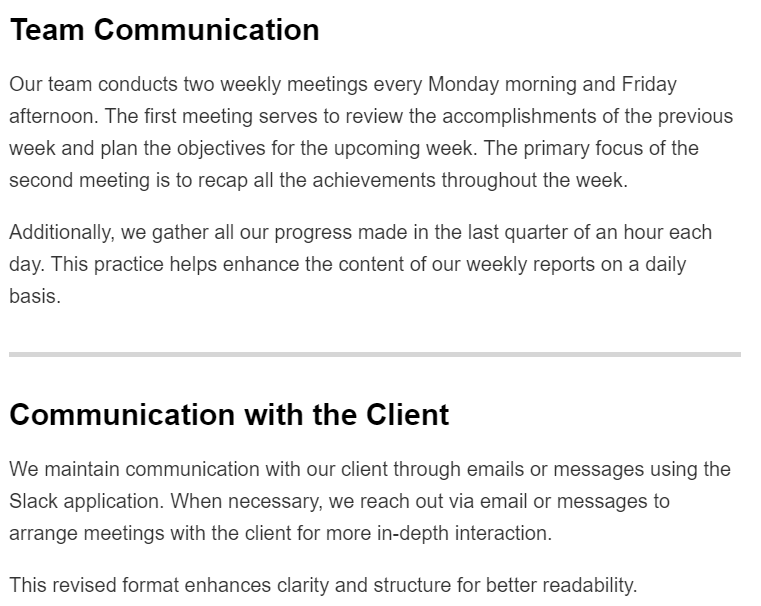 Team Communication
Our team conducts two weekly meetings every Monday morning and Friday
afternoon. The first meeting serves to review the accomplishments of the previous
week and plan the objectives for the upcoming week. The primary focus of the
second meeting is to recap all the achievements throughout the week.
Additionally, we gather all our progress made in the last quarter of an hour each
day. This practice helps enhance the content of our weekly reports on a daily
basis.
Communication with the Client
We maintain communication with our client through emails or messages using the
Slack application. When necessary, we reach out via email or messages to
arrange meetings with the client for more in-depth interaction.
This revised format enhances clarity and structure for better readability.